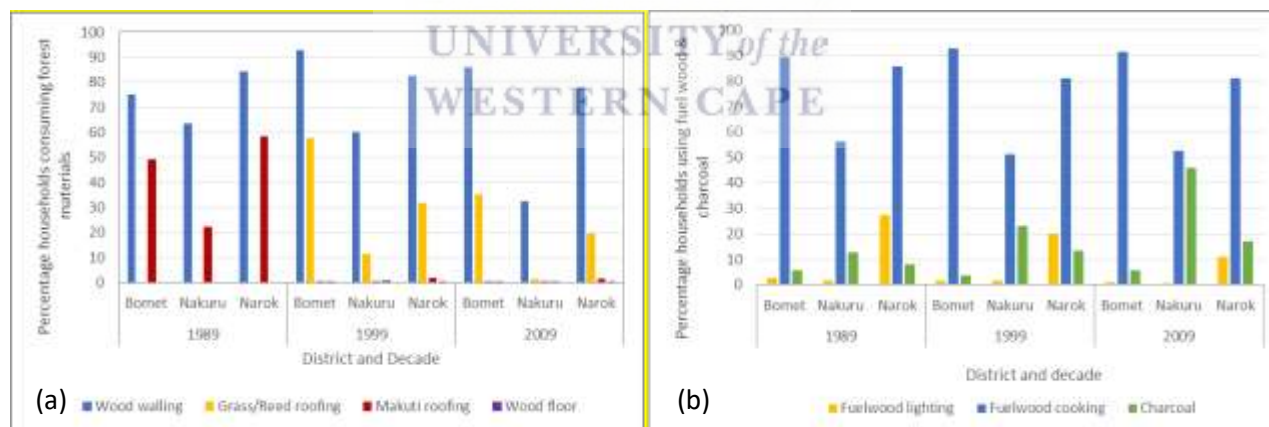 UNIVERSITY of the
WESTERN CAPE
Percentage households consuming forest
materials
100
90
80
70
60
50
40
30
20
10
0
Bomet Nakuru Narok Bomet Nakuru Narok Bomet Nakuru Narok
1989 1999 2009
District and Decade
(a)
Wood walling Grass/Reed roofing Makuti roofing Wood floor
Percentage households using fuel wood &
charcoal
100
90
80
70
60
50
40
30
20
10
0
Bomet Nakuru Narok Bomet Nakuru Narok Bomet Nakuru Narok
1989 1999 2009
District and decade
(b)
Fuelwood lighting Fuelwood cooking Charcoal